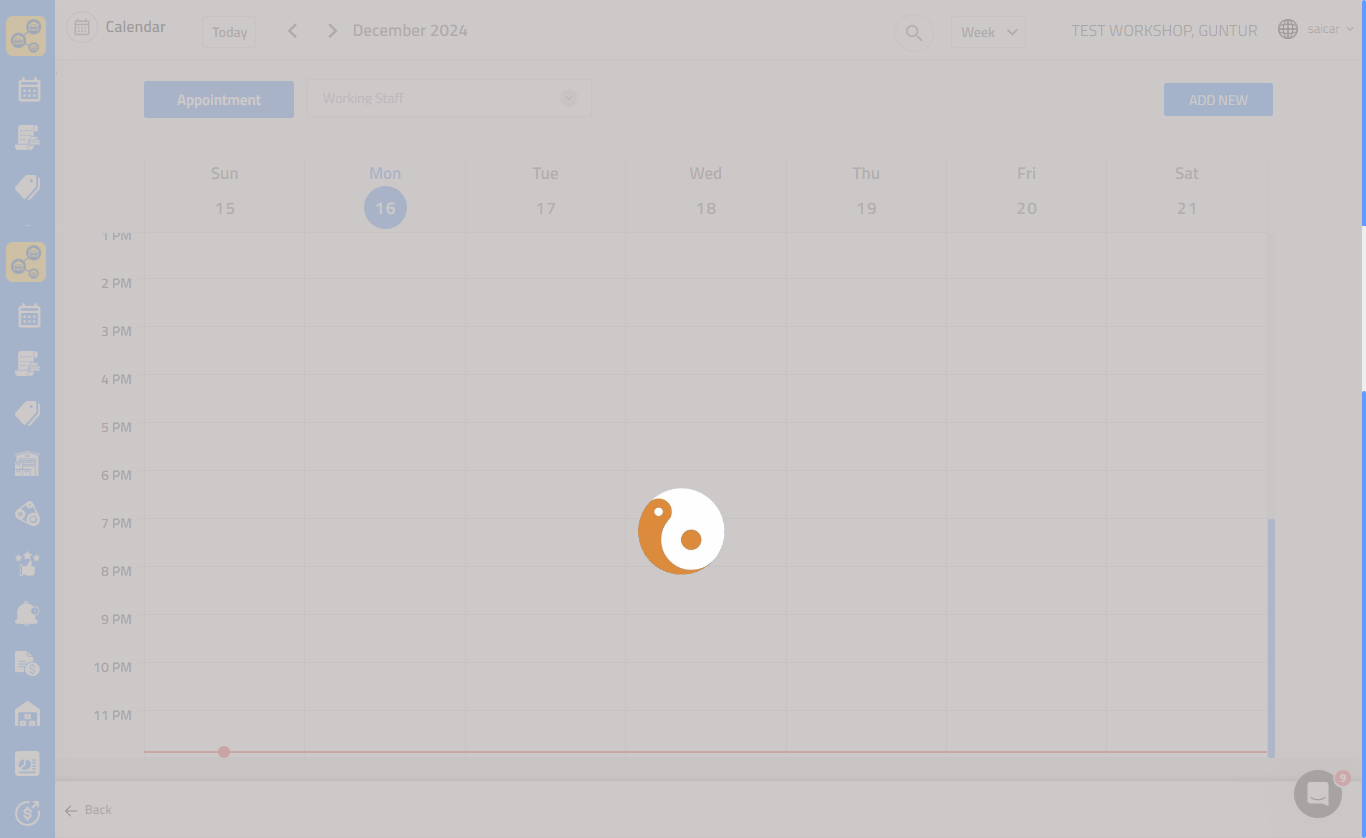 Calendar
Today
December 2024
Week
TEST WORKSHOP, GUNTUR
saicar
Appointment
Working Staff
ADD NEW
Sun
Mon
Tue
Wed
Thu
Fri
Sat
15
16
17
18
19
20
21
1 PM
2 PM
3 PM
4 PM
5 PM
6 PM
7 PM
8 PM
9 PM
10 PM
11 PM
9
Back